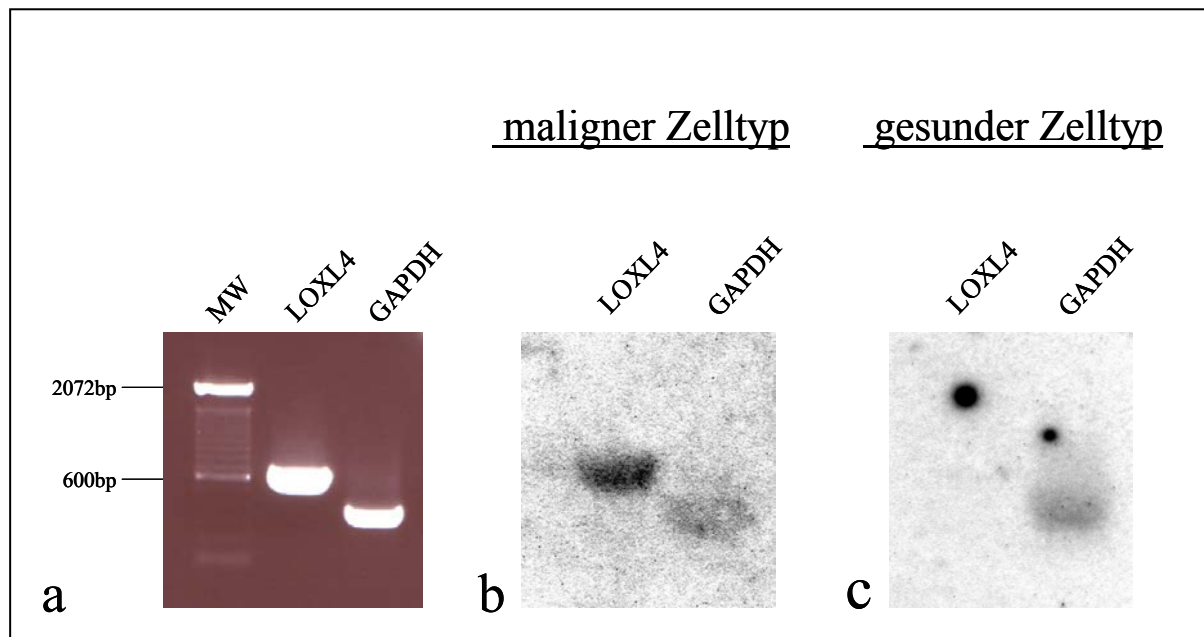 maligner Zelltyp
gesunder Zelltyp
MW
LOXL4
GAPDH
LOXL4
GAPDH
LOXL4
GAPDH
2072bp
600bp
a
b
c